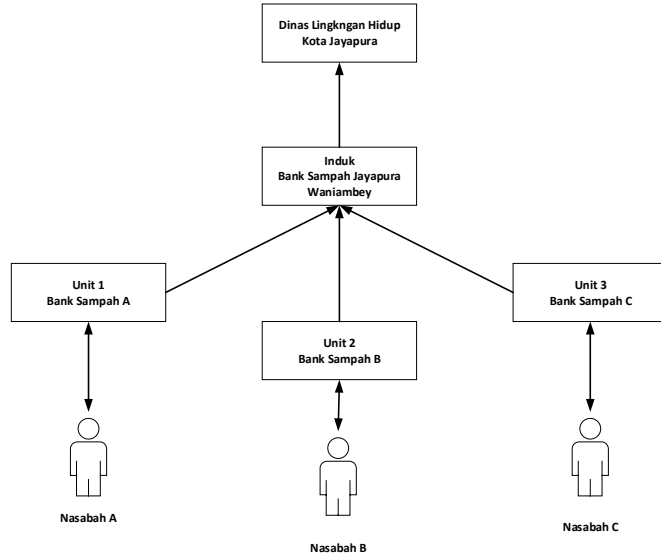 Dinas Lingkngan Hidup
Kota Jayapura
Induk
Bank Sampah Jayapura
Waniambey
Unit 1
Bank Sampah A
Unit 2
Bank Sampah B
Unit 3
Bank Sampah C
Nasabah A
Nasabah B
Nasabah C